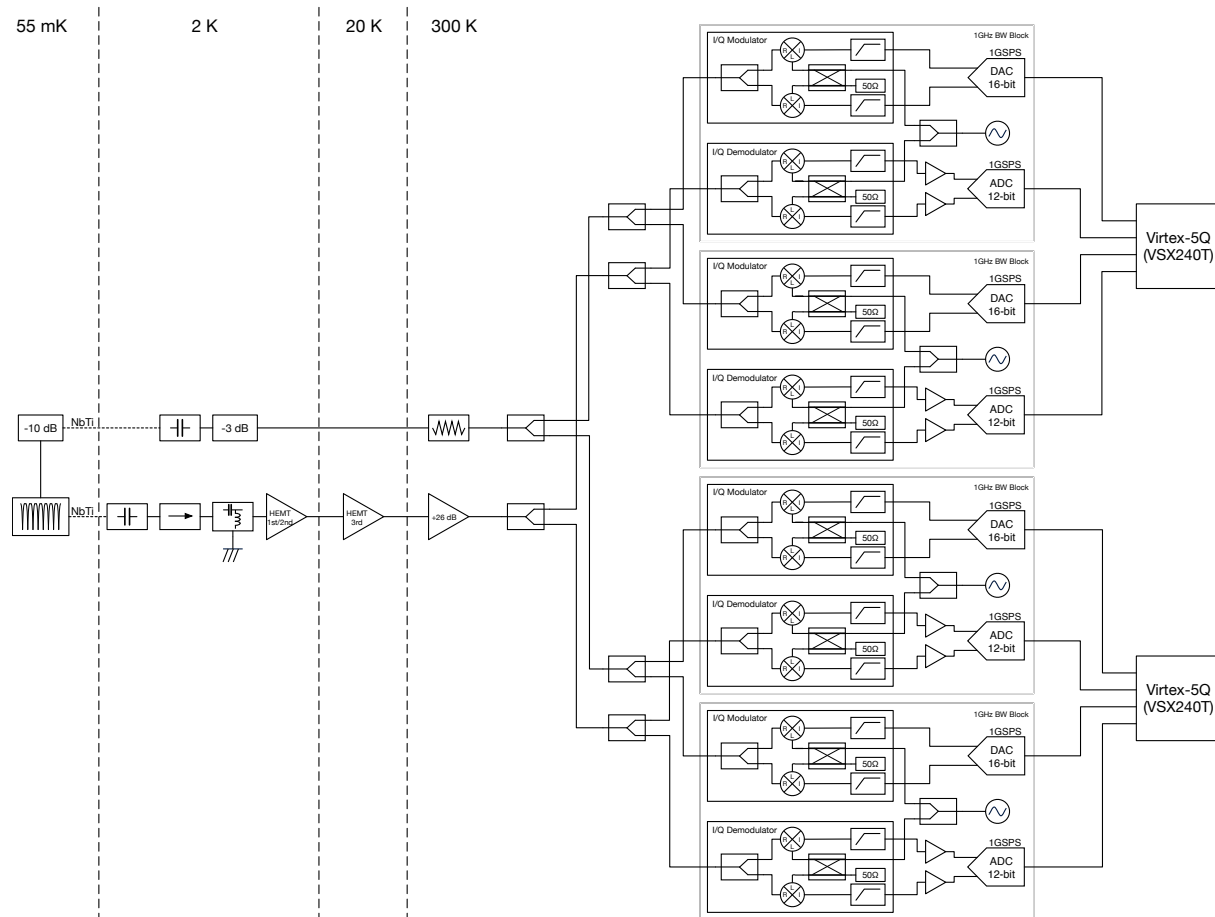 55 mK
2 K
20 K
300 K
-10 dB
NbTi
-3 dB
NbTi
HEMT
1st/2nd
HEMT
3rd
+26 dB
I/Q Modulator
1GHz BW Block
R
L
I
50Ω
R
L
I
1GSPS
DAC
16-bit
I/Q Demodulator
R
L
I
50Ω
R
L
I
1GSPS
ADC
12-bit
Virtex-5Q
(VSX240T)
I/Q Modulator
1GHz BW Block
R
L
I
50Ω
R
L
I
1GSPS
DAC
16-bit
I/Q Demodulator
R
L
I
50Ω
R
L
I
1GSPS
ADC
12-bit
I/Q Modulator
1GHz BW Block
R
L
I
50Ω
R
L
I
1GSPS
DAC
16-bit
I/Q Demodulator
R
L
I
50Ω
R
L
I
1GSPS
ADC
12-bit
Virtex-5Q
(VSX240T)
I/Q Modulator
1GHz BW Block
R
L
I
50Ω
R
L
I
1GSPS
DAC
16-bit
I/Q Demodulator
R
L
I
50Ω
R
L
I
1GSPS
ADC
12-bit